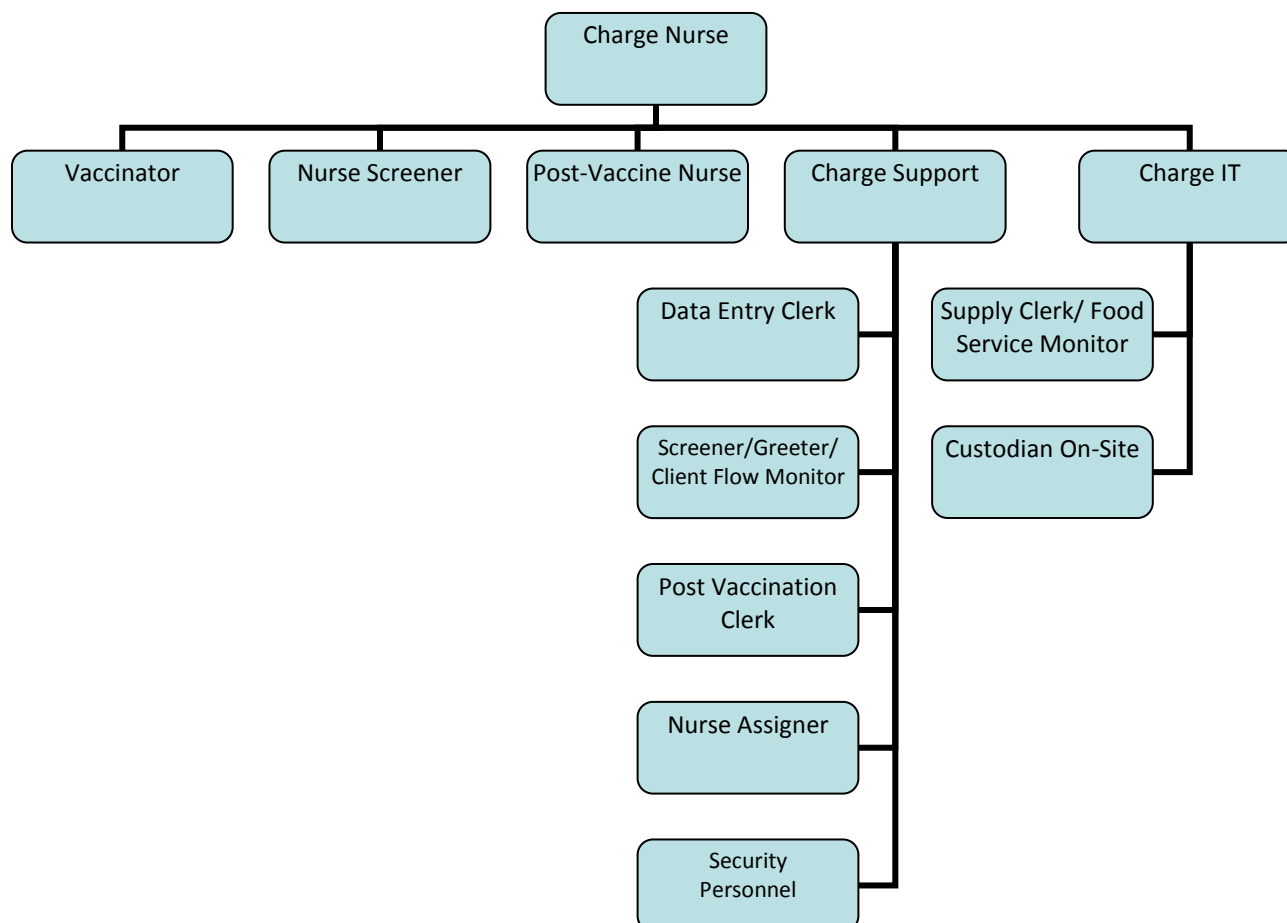 Charge Nurse
Vaccinator
Nurse Screener
Post-Vaccine Nurse
Charge Support
Charge IT
Data Entry Clerk
Supply Clerk/ Food
Service Monitor
Screener/Greeter/
Client Flow Monitor
Custodian On-Site
Post Vaccination
Clerk
Nurse Assigner
Security
Personnel